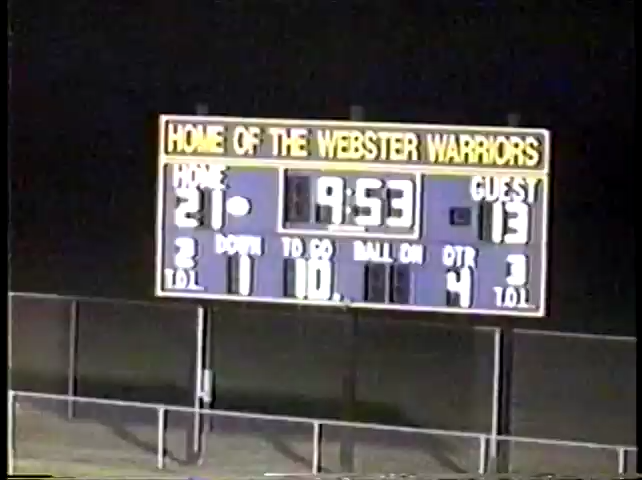 HOME OF THE WEBSTER WARRIORS
HOME 9:53 GUEST
21 13
2 DOWN TO GO BALL ON QTR 3
T.O.L. 1 10 4 T.O.L.